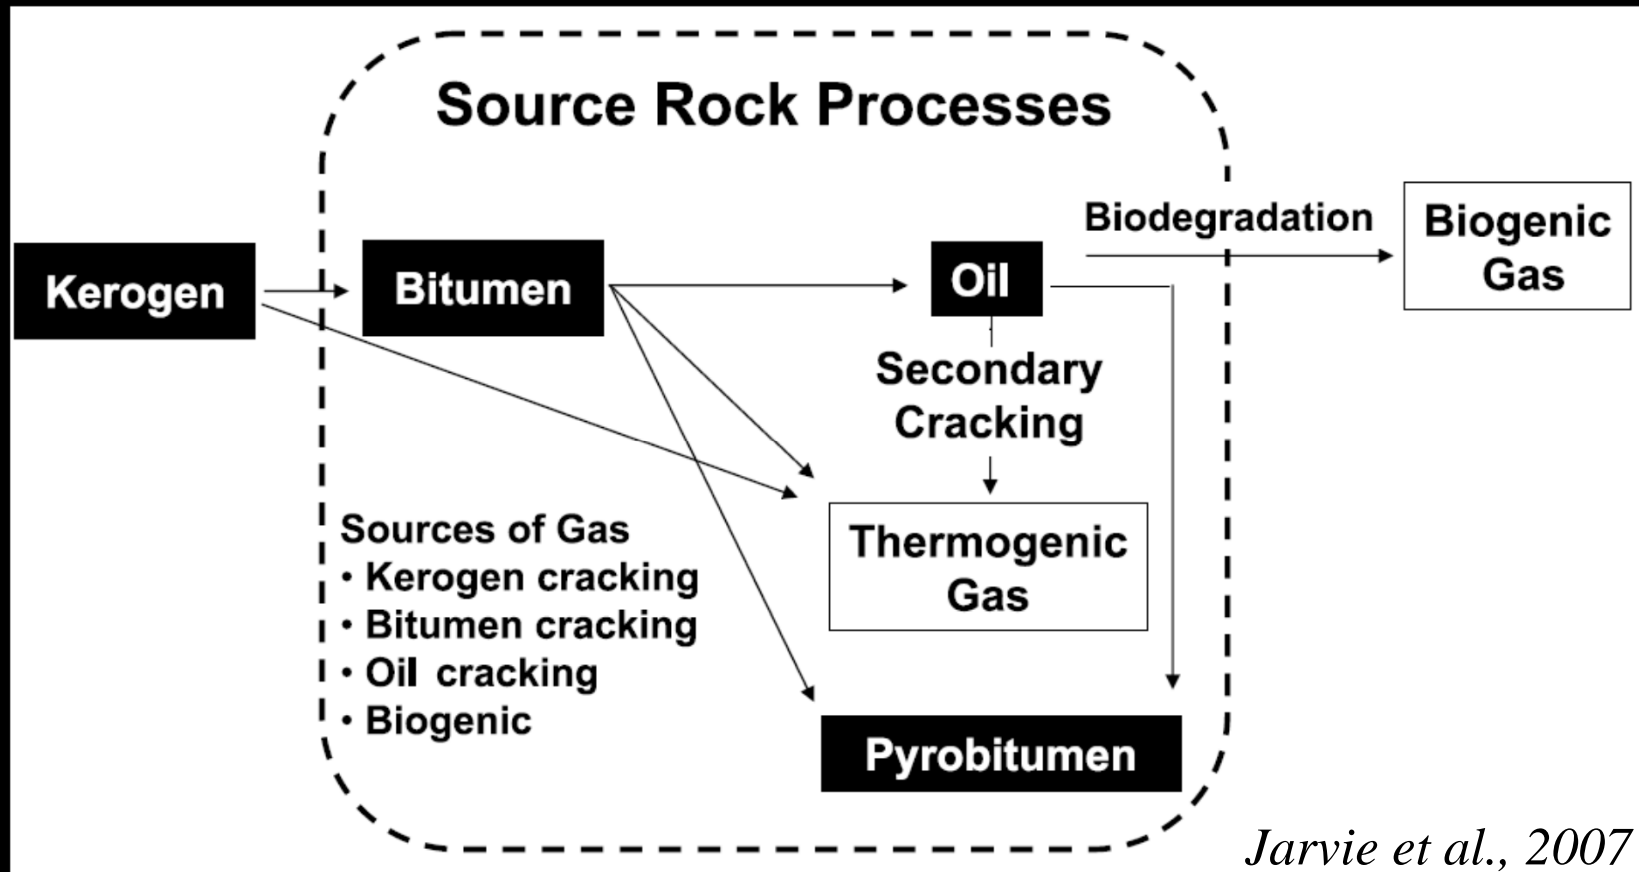 Source Rock Processes
Kerogen
Bitumen
Oil
Biodegradation
Biogenic
Gas
Secondary
Cracking
Thermogenic
Gas
Sources of Gas
• Kerogen cracking
• Bitumen cracking
• Oil cracking
• Biogenic
Pyrobitumen
Jarvie et al., 2007